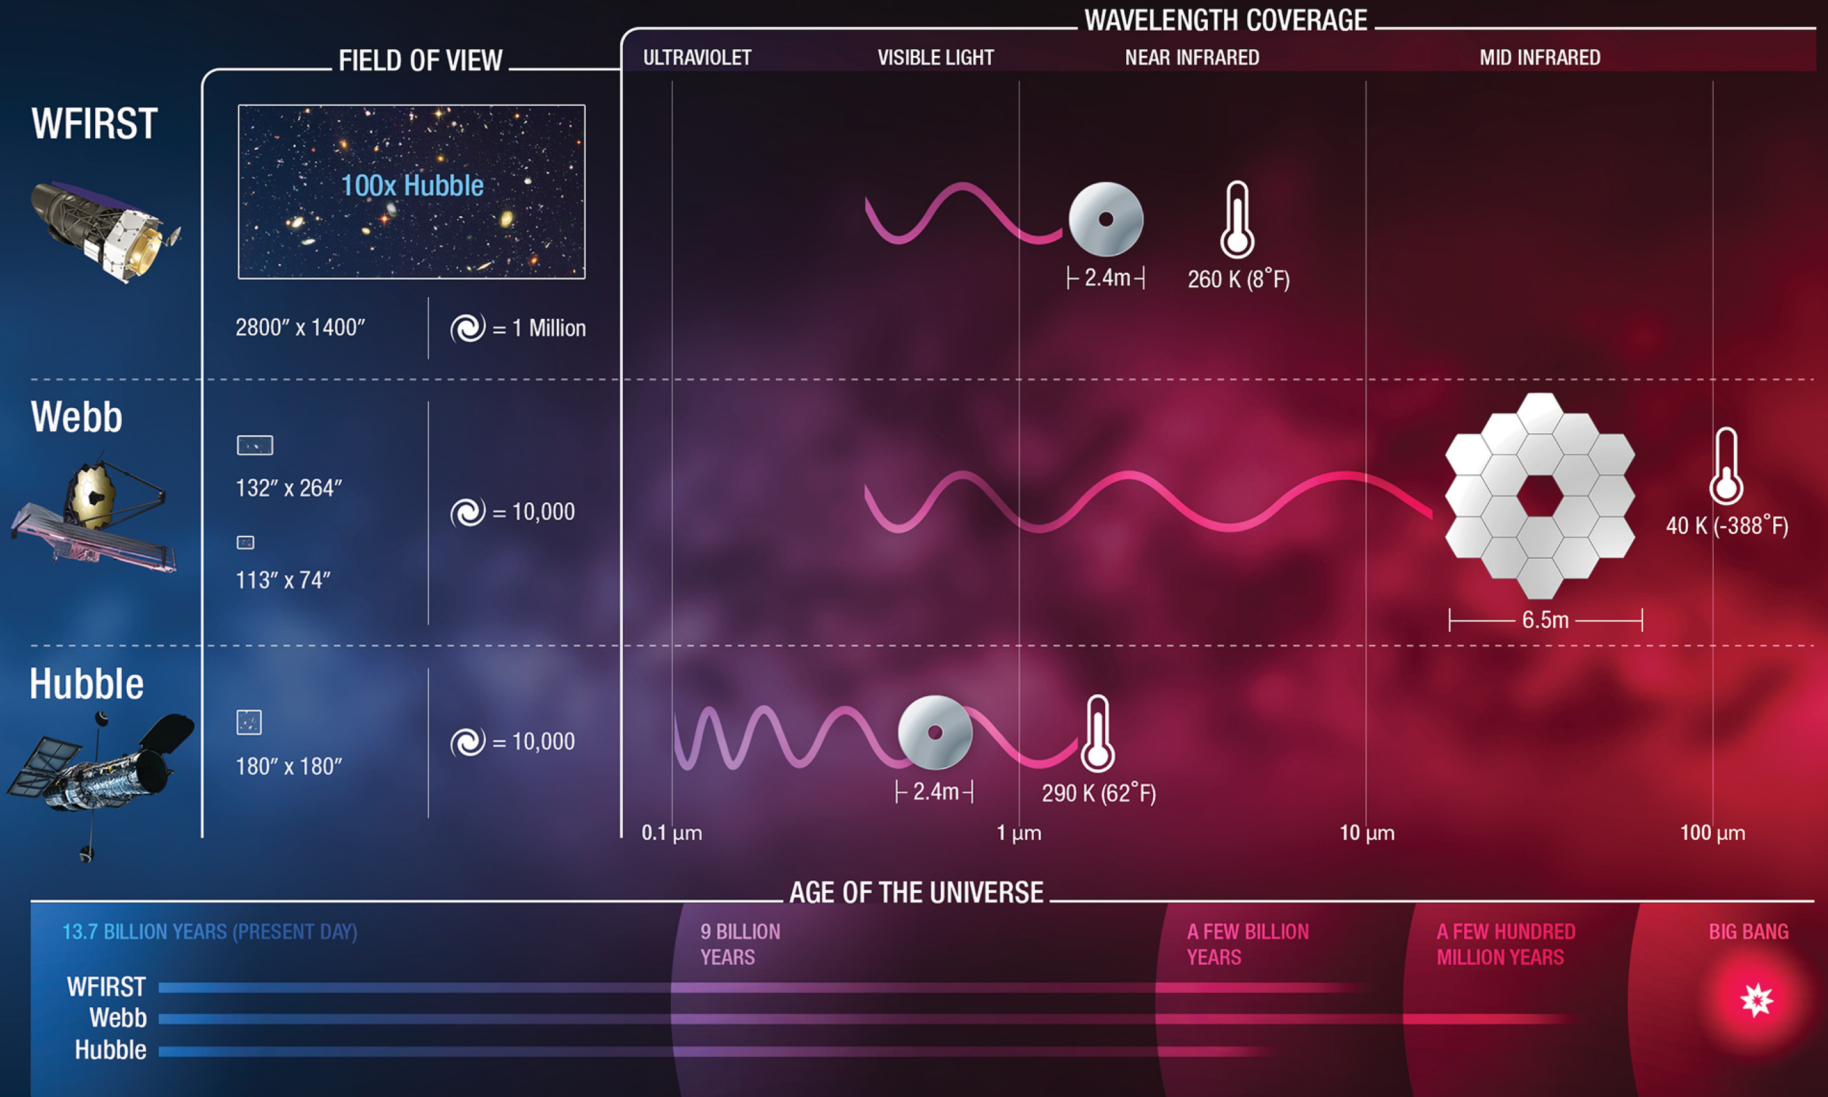 WAVELENGTH COVERAGE
FIELD OF VIEW
ULTRAVIOLET
VISIBLE LIGHT
NEAR INFRARED
MID INFRARED
WFIRST
100x Hubble
2800″ x 1400″
= 1 Million
2.4m
260 K (8°F)
Webb
132″ x 264″
113″ x 74″
= 10,000
6.5m
40 K (-388°F)
Hubble
180″ x 180″
= 10,000
2.4m
290 K (62°F)
0.1 µm
1 µm
10 µm
100 µm
AGE OF THE UNIVERSE
13.7 BILLION YEARS (PRESENT DAY)
9 BILLION
YEARS
A FEW BILLION
YEARS
A FEW HUNDRED
MILLION YEARS
BIG BANG
WFIRST
Webb
Hubble